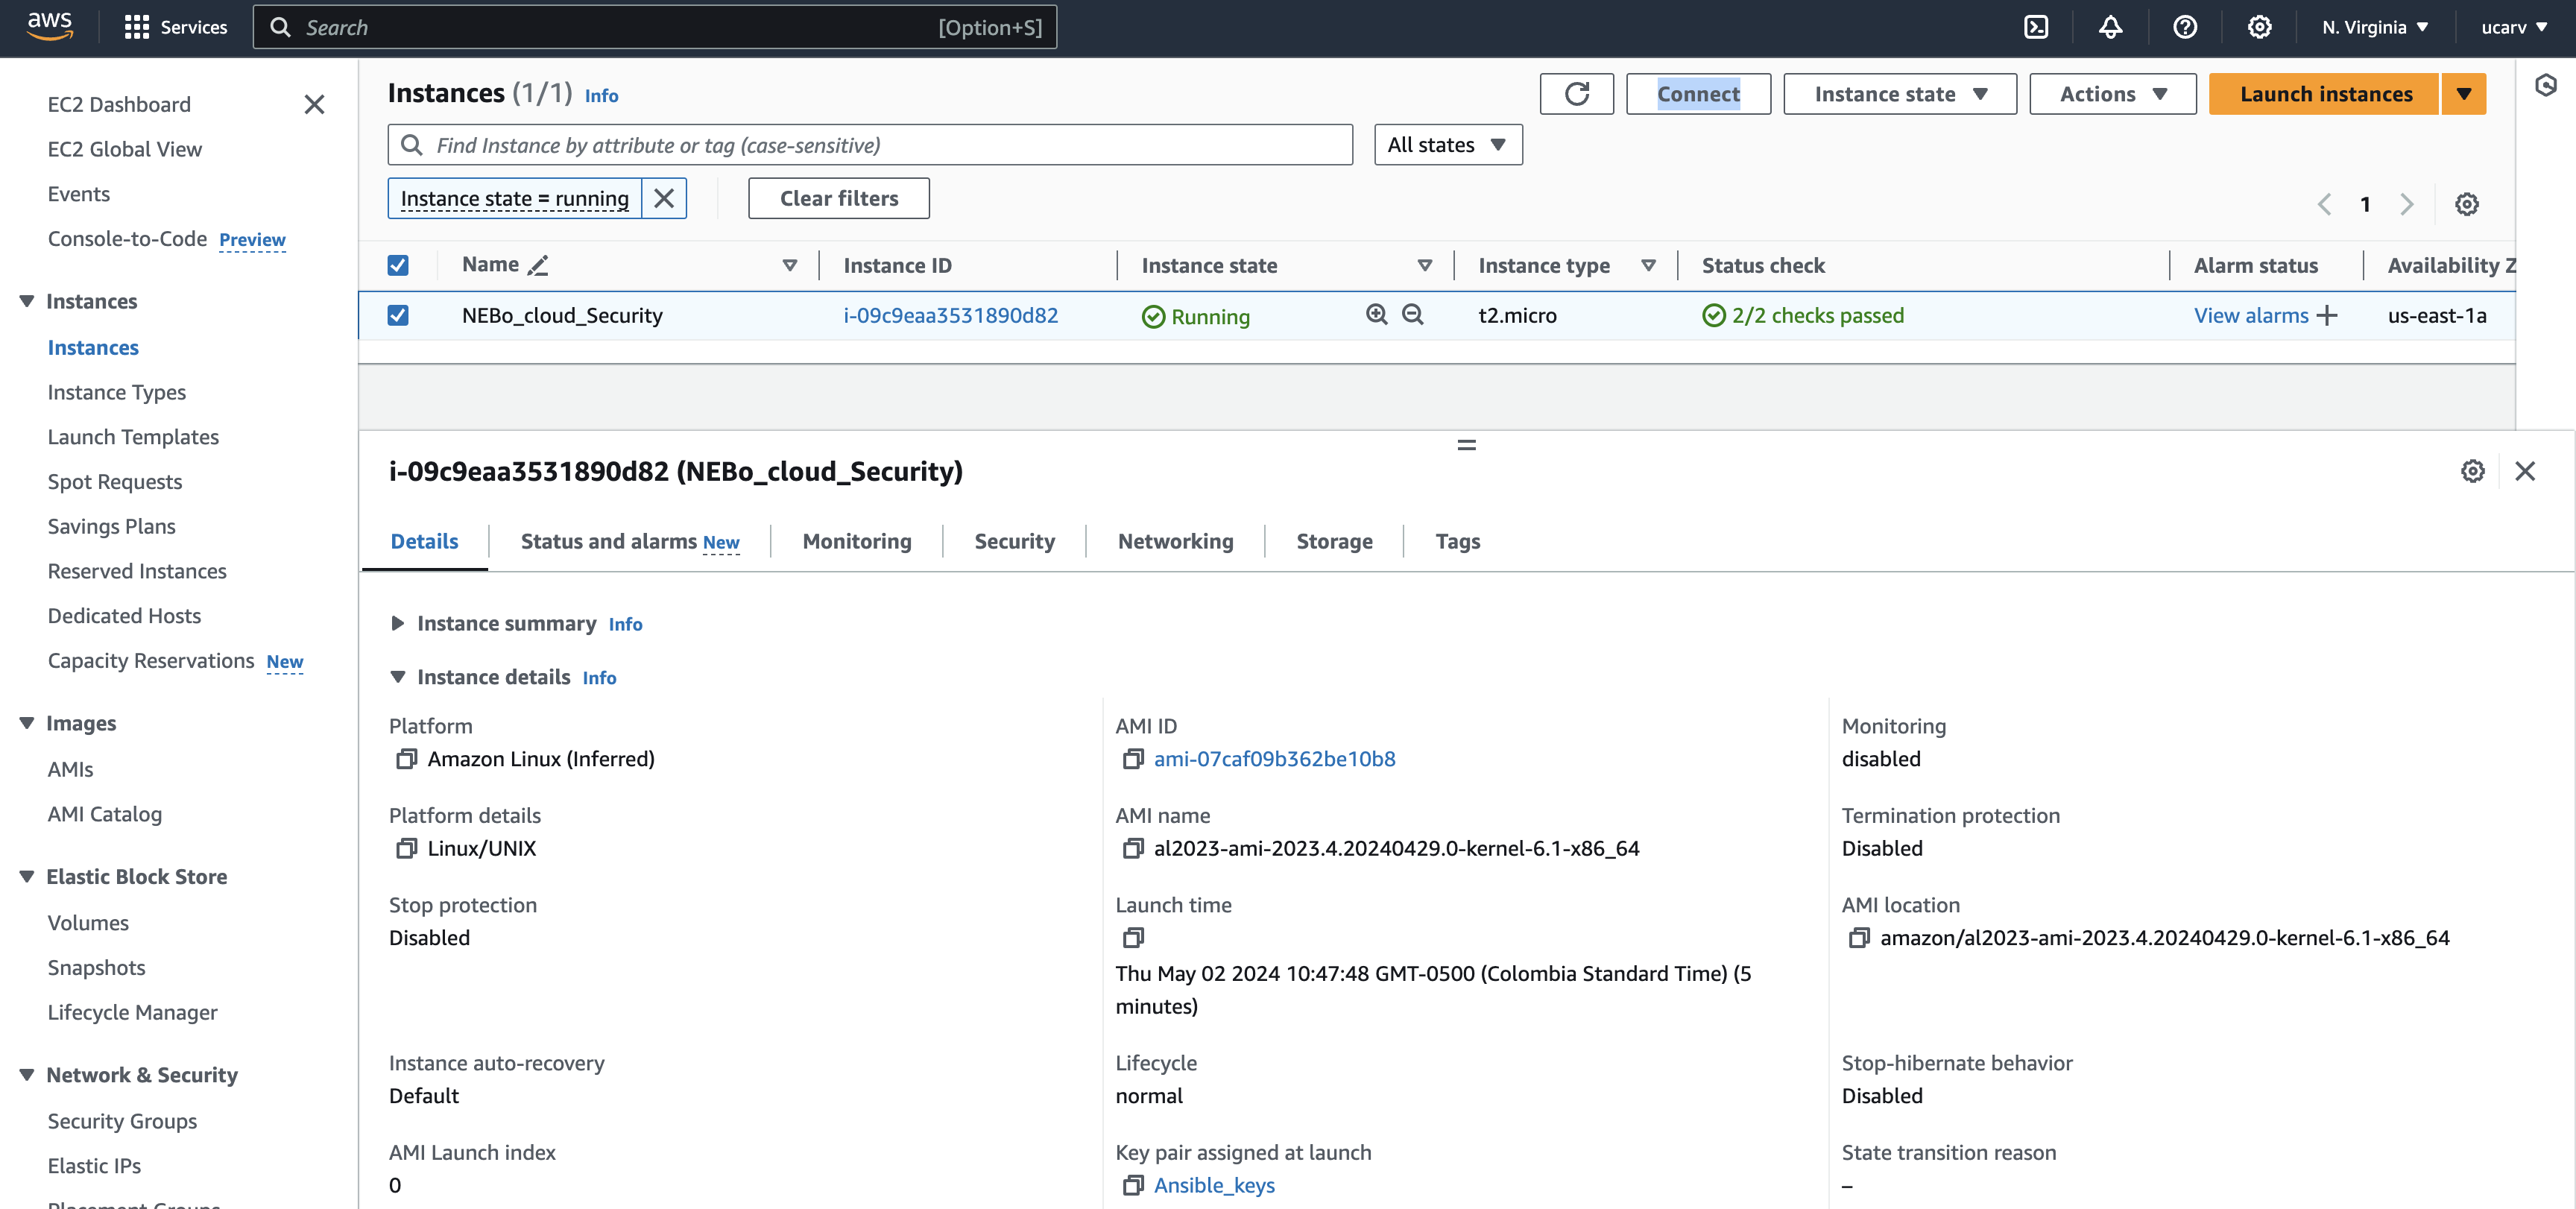 aws
Services
Search
[Option+S]
N. Virginia
ucarv
EC2 Dashboard
EC2 Global View
Events
Console-to-Code Preview
Instances
Instances
Instance Types
Launch Templates
Spot Requests
Savings Plans
Reserved Instances
Dedicated Hosts
Capacity Reservations New
Images
AMIs
AMI Catalog
Elastic Block Store
Volumes
Snapshots
Lifecycle Manager
Network & Security
Security Groups
Elastic IPs
Placement Groups
Instances (1/1) Info
Connect
Instance state
Actions
Launch instances
Find Instance by attribute or tag (case-sensitive)
All states
Instance state = running
Clear filters
1
Name
Instance ID
Instance state
Instance type
Status check
Alarm status
Availability Z
NEBo_cloud_Security
i-09c9eaa3531890d82
Running
t2.micro
2/2 checks passed
View alarms
us-east-1a
i-09c9eaa3531890d82 (NEBo_cloud_Security)
Details
Status and alarms New
Monitoring
Security
Networking
Storage
Tags
Instance summary Info
Instance details Info
Platform
Amazon Linux (Inferred)
AMI ID
ami-07caf09b362be10b8
Monitoring
disabled
Platform details
Linux/UNIX
AMI name
al2023-ami-2023.4.20240429.0-kernel-6.1-x86_64
Termination protection
Disabled
Stop protection
Disabled
Launch time
Thu May 02 2024 10:47:48 GMT-0500 (Colombia Standard Time) (5
minutes)
AMI location
amazon/al2023-ami-2023.4.20240429.0-kernel-6.1-x86_64
Instance auto-recovery
Default
Lifecycle
normal
Stop-hibernate behavior
Disabled
AMI Launch index
0
Key pair assigned at launch
Ansible_keys
State transition reason
–